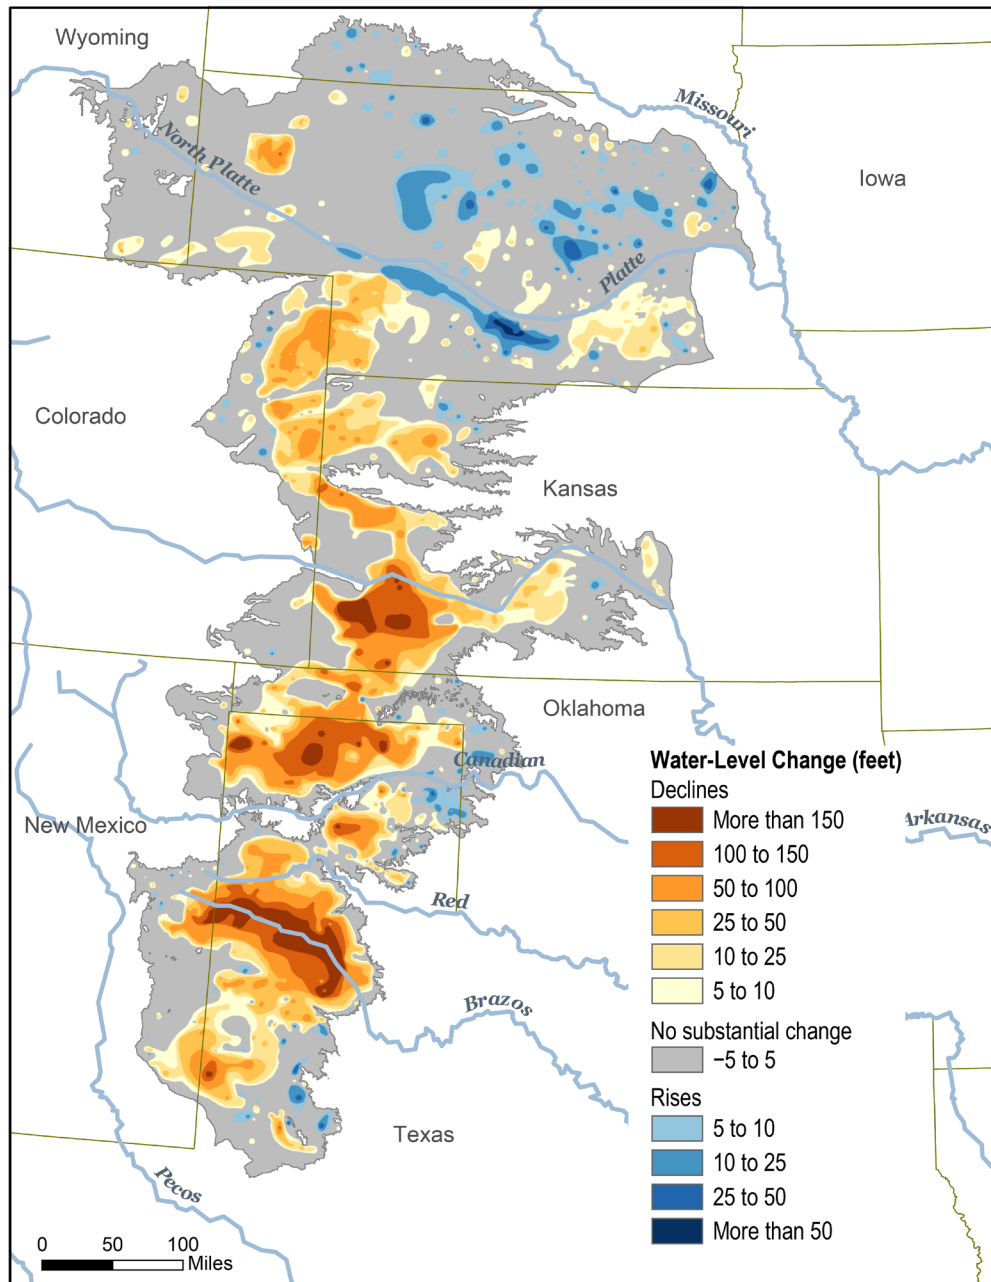 Wyoming
Missouri
North Platte
Iowa
Platte
Colorado
Kansas
Oklahoma
Canadian
New Mexico
Arkansas
Red
Brazos
Texas
Pecos
Water-Level Change (feet)
Declines
More than 150
100 to 150
50 to 100
25 to 50
10 to 25
5 to 10
No substantial change
−5 to 5
Rises
5 to 10
10 to 25
25 to 50
More than 50
0 50 100
Miles